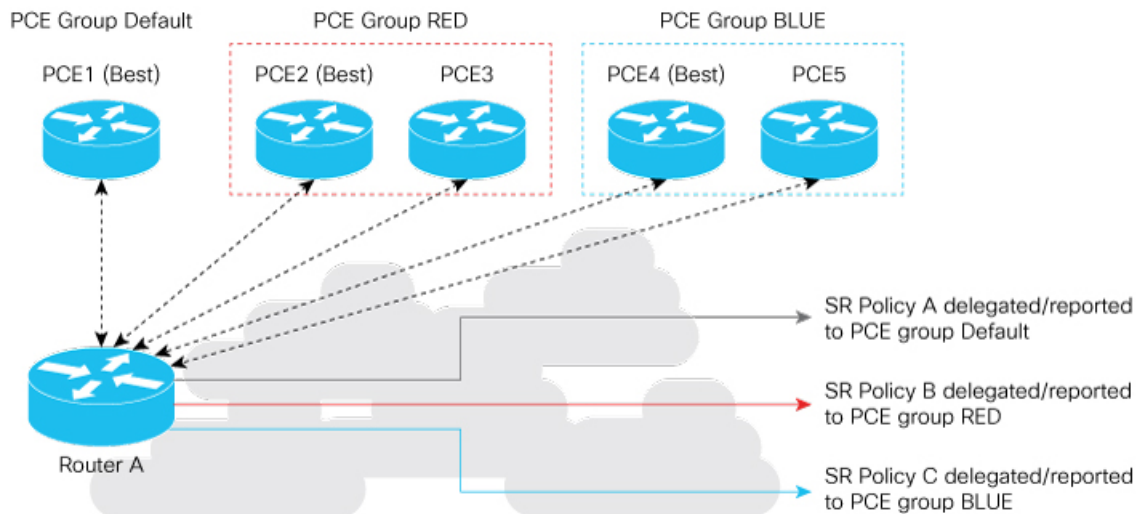 PCE Group Default
PCE Group RED
PCE Group BLUE
PCE1 (Best)
PCE2 (Best)
PCE3
PCE4 (Best)
PCE5
SR Policy A delegated/reported
to PCE group Default
SR Policy B delegated/reported
to PCE group RED
Router A
SR Policy C delegated/reported
to PCE group BLUE